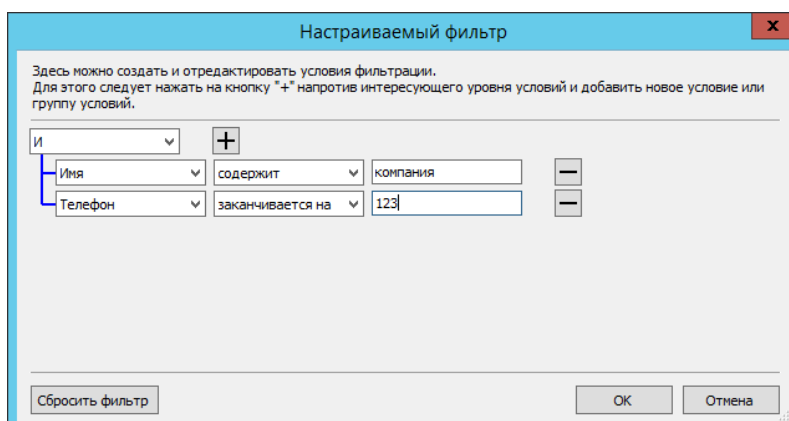 Настраиваемый фильтр
x
Здесь можно создать и отредактировать условия фильтрации.
Для этого следует нажать на кнопку "+" напротив интересующего уровня условий и добавить новое условие или
группу условий.
И
Имя содержит компания
Телефон заканчивается на 123
Сбросить фильтр OK Отмена